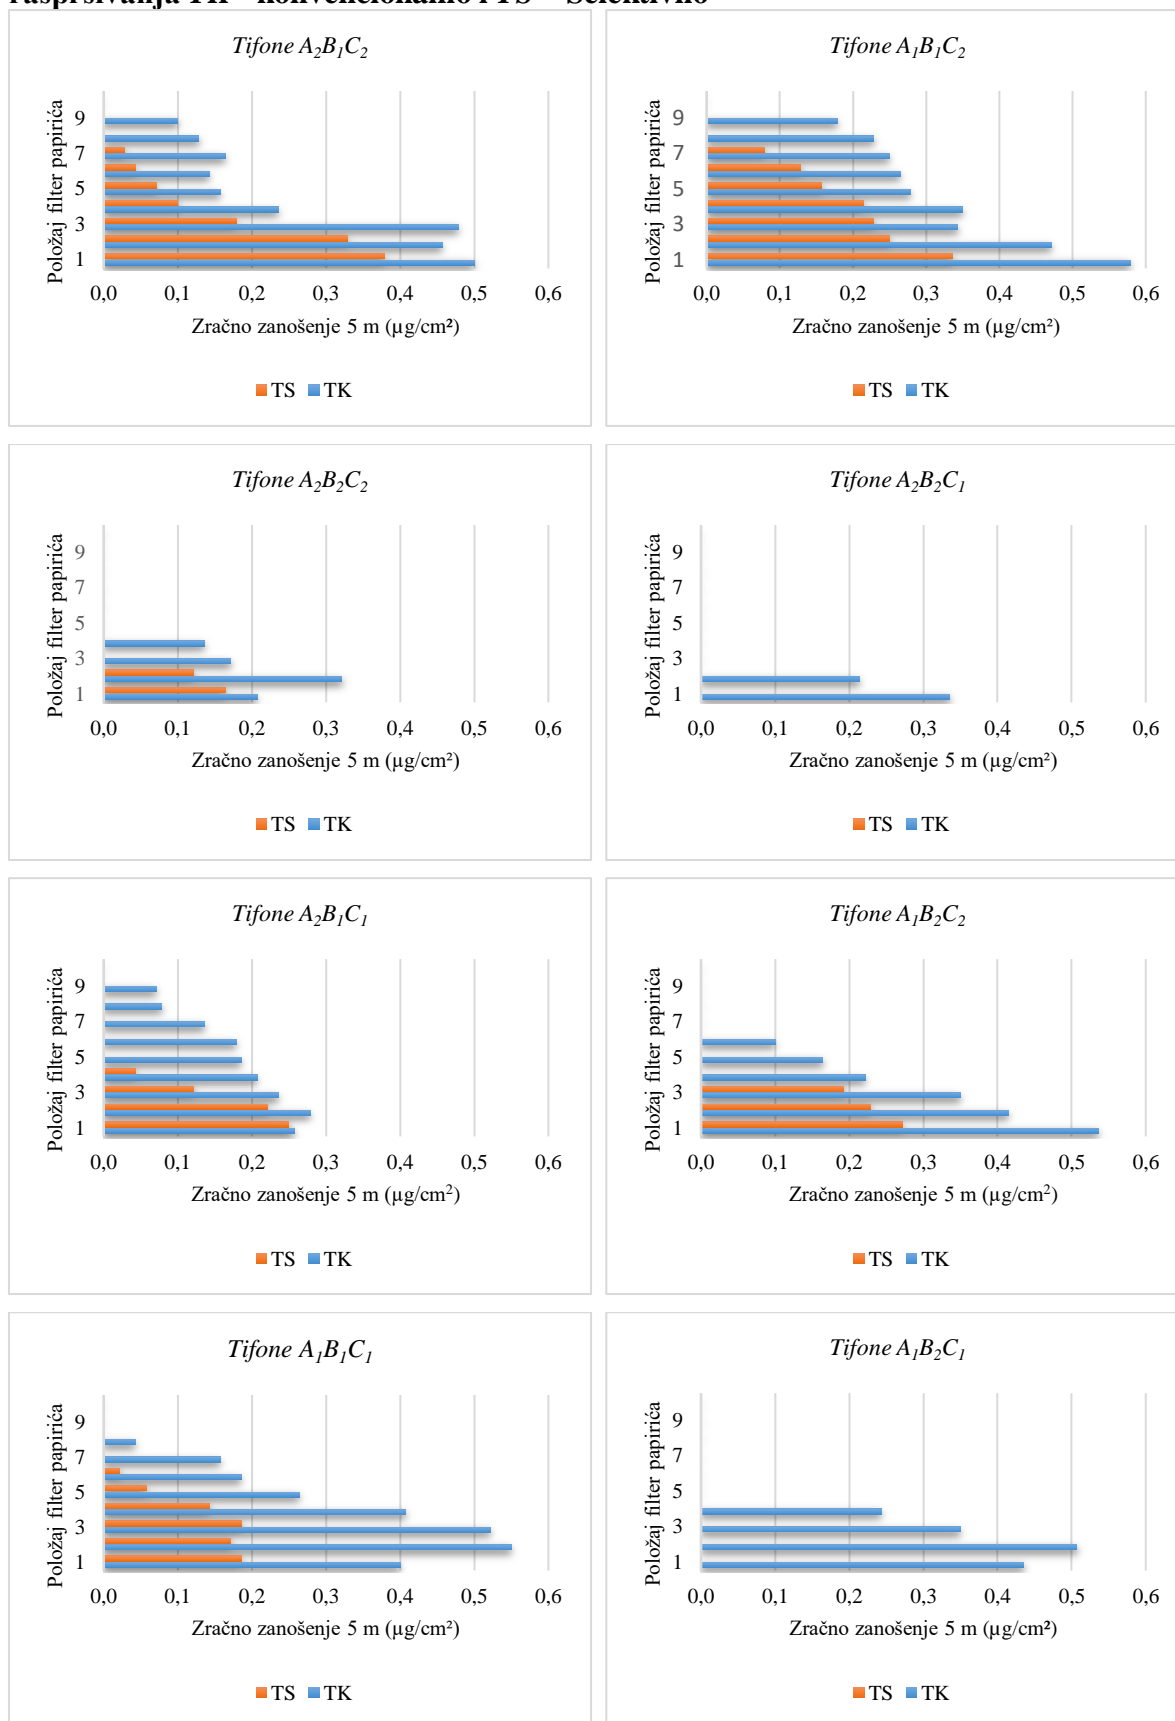 raspršivanja TK – konvencionalno i TS – Selektivno
Tifone A₂B₁C₂
Položaj filter papirića
9
7
5
3
1
0,0 0,1 0,2 0,3 0,4 0,5 0,6
Zračno zanošenje 5 m (µg/cm²)
TS TK
Tifone A₁B₁C₂
Položaj filter papirića
9
7
5
3
1
0,0 0,1 0,2 0,3 0,4 0,5 0,6
Zračno zanošenje 5 m (µg/cm²)
TS TK
Tifone A₂B₂C₂
Položaj filter papirića
9
7
5
3
1
0,0 0,1 0,2 0,3 0,4 0,5 0,6
Zračno zanošenje 5 m (µg/cm²)
TS TK
Tifone A₂B₂C₁
Položaj filter papirića
9
7
5
3
1
0,0 0,1 0,2 0,3 0,4 0,5 0,6
Zračno zanošenje 5 m (µg/cm²)
TS TK
Tifone A₂B₁C₁
Položaj filter papirića
9
7
5
3
1
0,0 0,1 0,2 0,3 0,4 0,5 0,6
Zračno zanošenje 5 m (µg/cm²)
TS TK
Tifone A₁B₂C₂
Položaj filter papirića
9
7
5
3
1
0,0 0,1 0,2 0,3 0,4 0,5 0,6
Zračno zanošenje 5 m (µg/cm²)
TS TK
Tifone A₁B₁C₁
Položaj filter papirića
9
7
5
3
1
0,0 0,1 0,2 0,3 0,4 0,5 0,6
Zračno zanošenje 5 m (µg/cm²)
TS TK
Tifone A₁B₂C₁
Položaj filter papirića
9
7
5
3
1
0,0 0,1 0,2 0,3 0,4 0,5 0,6
Zračno zanošenje 5 m (µg/cm²)
TS TK